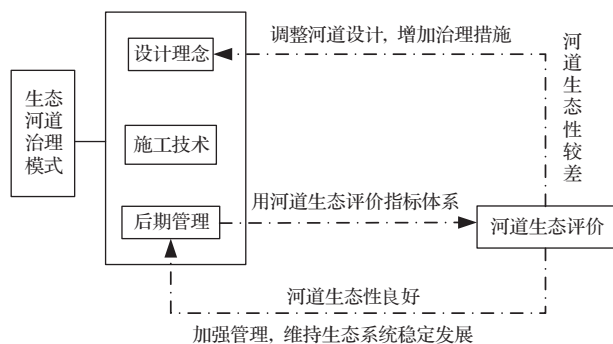 调整河道设计, 增加治理措施
设计理念
河道生态性较差
生态
河道
治理
模式
施工技术
用河道生态评价指标体系
后期管理
河道生态评价
河道生态性良好
加强管理, 维持生态系统稳定发展